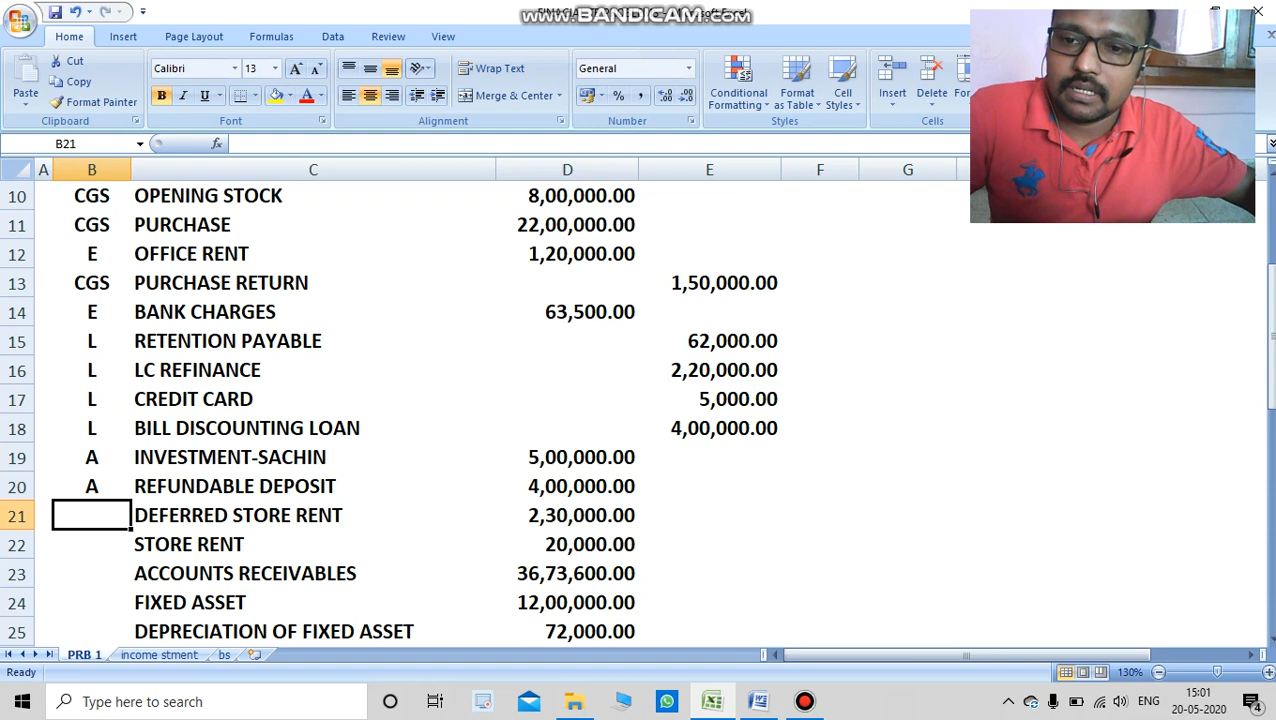 www.BANDICAM.com
Home Insert Page Layout Formulas Data Review View
Cut
Copy
Format Painter
Paste
Clipboard
Calibri 13
B I U A A A
Font
Wrap Text
Merge & Center
Alignment
General
% ,
Number
Conditional Formatting
Format as Table
Cell Styles
Styles
Insert Delete
Cells
B21 fx
A B C D E F G
10 CGS OPENING STOCK 8,00,000.00
11 CGS PURCHASE 22,00,000.00
12 E OFFICE RENT 1,20,000.00
13 CGS PURCHASE RETURN 1,50,000.00
14 E BANK CHARGES 63,500.00
15 L RETENTION PAYABLE 62,000.00
16 L LC REFINANCE 2,20,000.00
17 L CREDIT CARD 5,000.00
18 L BILL DISCOUNTING LOAN 4,00,000.00
19 A INVESTMENT-SACHIN 5,00,000.00
20 A REFUNDABLE DEPOSIT 4,00,000.00
21 DEFERRED STORE RENT 2,30,000.00
22 STORE RENT 20,000.00
23 ACCOUNTS RECEIVABLES 36,73,600.00
24 FIXED ASSET 12,00,000.00
25 DEPRECIATION OF FIXED ASSET 72,000.00
PRB 1 income stment bs
Ready 130%
Type here to search
ENG
15:01
20-05-2020
4